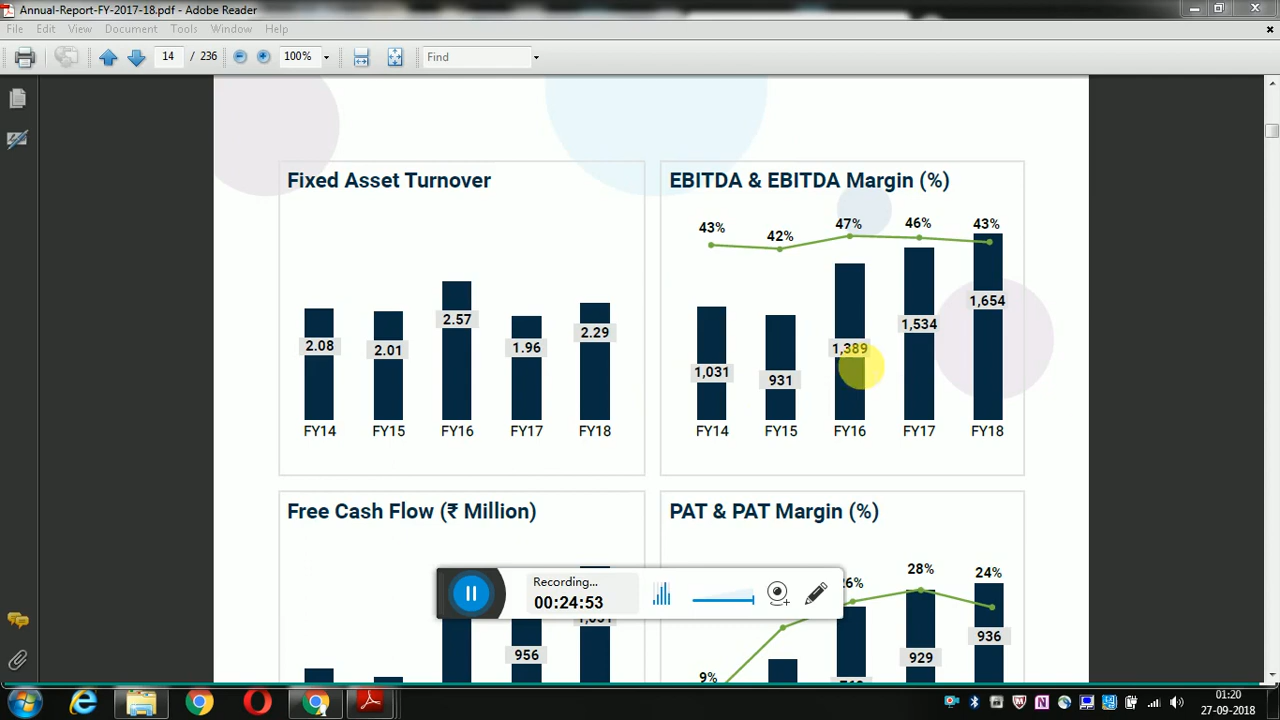 Annual-Report-FY-2017-18.pdf - Adobe Reader
File Edit View Document Tools Window Help
14 / 236 100% Find
Fixed Asset Turnover
2.08 2.01 2.57 1.96 2.29
FY14 FY15 FY16 FY17 FY18
EBITDA & EBITDA Margin (%)
43% 42% 47% 46% 43%
1,031 931 1,389 1,534 1,654
FY14 FY15 FY16 FY17 FY18
Free Cash Flow (₹ Million)
956
PAT & PAT Margin (%)
9% 28% 24%
929 936
Recording...
00:24:53
01:20
27-09-2018